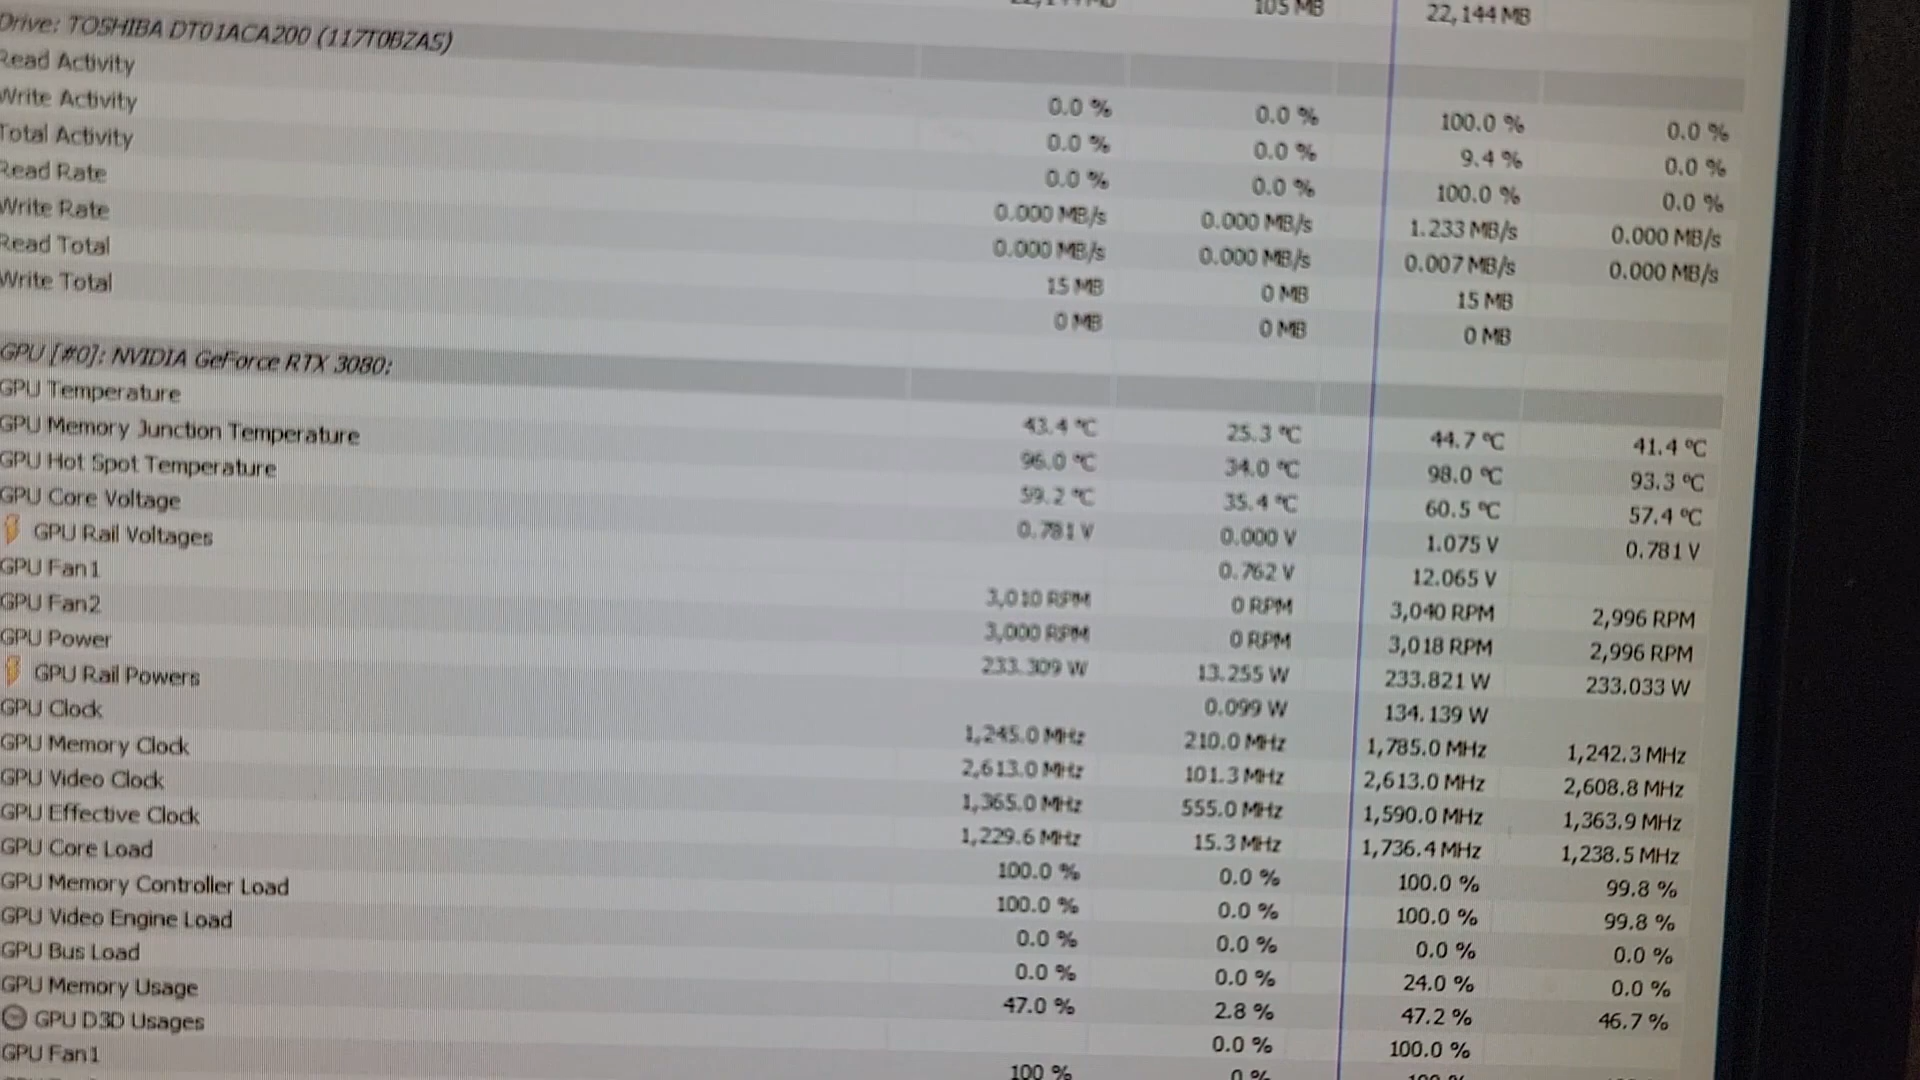 105 MB 22,144 MB
Drive: TOSHIBA DT01ACA200 (117T0BZAS)
Read Activity 0.0 % 0.0 % 100.0 % 0.0 %
Write Activity 0.0 % 0.0 % 9.4 % 0.0 %
Total Activity 0.0 % 0.0 % 100.0 % 0.0 %
Read Rate 0.000 MB/s 0.000 MB/s 1.233 MB/s 0.000 MB/s
Write Rate 0.000 MB/s 0.000 MB/s 0.007 MB/s 0.000 MB/s
Read Total 15 MB 0 MB 15 MB
Write Total 0 MB 0 MB 0 MB
GPU [#0]: NVIDIA GeForce RTX 3080:
GPU Temperature 43.4 °C 25.3 °C 44.7 °C 41.4 °C
GPU Memory Junction Temperature 96.0 °C 34.0 °C 98.0 °C 93.3 °C
GPU Hot Spot Temperature 59.2 °C 35.4 °C 60.5 °C 57.4 °C
GPU Core Voltage 0.781 V 0.000 V 1.075 V 0.781 V
GPU Rail Voltages 0.762 V 12.065 V
GPU Fan1 3,010 RPM 0 RPM 3,040 RPM 2,996 RPM
GPU Fan2 3,000 RPM 0 RPM 3,018 RPM 2,996 RPM
GPU Power 233.309 W 13.255 W 233.821 W 233.033 W
GPU Rail Powers 0.099 W 134.139 W
GPU Clock 1,245.0 MHz 210.0 MHz 1,785.0 MHz 1,242.3 MHz
GPU Memory Clock 2,613.0 MHz 101.3 MHz 2,613.0 MHz 2,608.8 MHz
GPU Video Clock 1,365.0 MHz 555.0 MHz 1,590.0 MHz 1,363.9 MHz
GPU Effective Clock 1,229.6 MHz 15.3 MHz 1,736.4 MHz 1,238.5 MHz
GPU Core Load 100.0 % 0.0 % 100.0 % 99.8 %
GPU Memory Controller Load 100.0 % 0.0 % 100.0 % 99.8 %
GPU Video Engine Load 0.0 % 0.0 % 0.0 % 0.0 %
GPU Bus Load 0.0 % 0.0 % 24.0 % 0.0 %
GPU Memory Usage 47.0 % 2.8 % 47.2 % 46.7 %
GPU D3D Usages 0.0 % 100.0 %
GPU Fan1 100 % 0 %